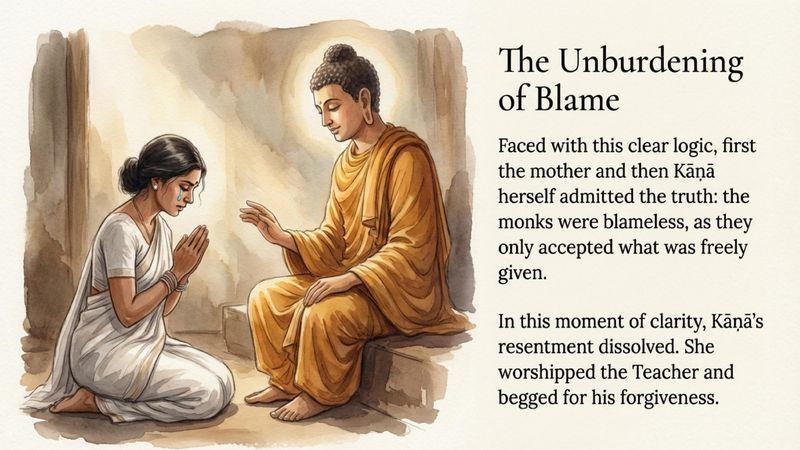 The Unburdening
of Blame
Faced with this clear logic, first
the mother and then Kāṇā
herself admitted the truth: the
monks were blameless, as they
only accepted what was freely
given.
In this moment of clarity, Kāṇā’s
resentment dissolved. She
worshipped the Teacher and
begged for his forgiveness.